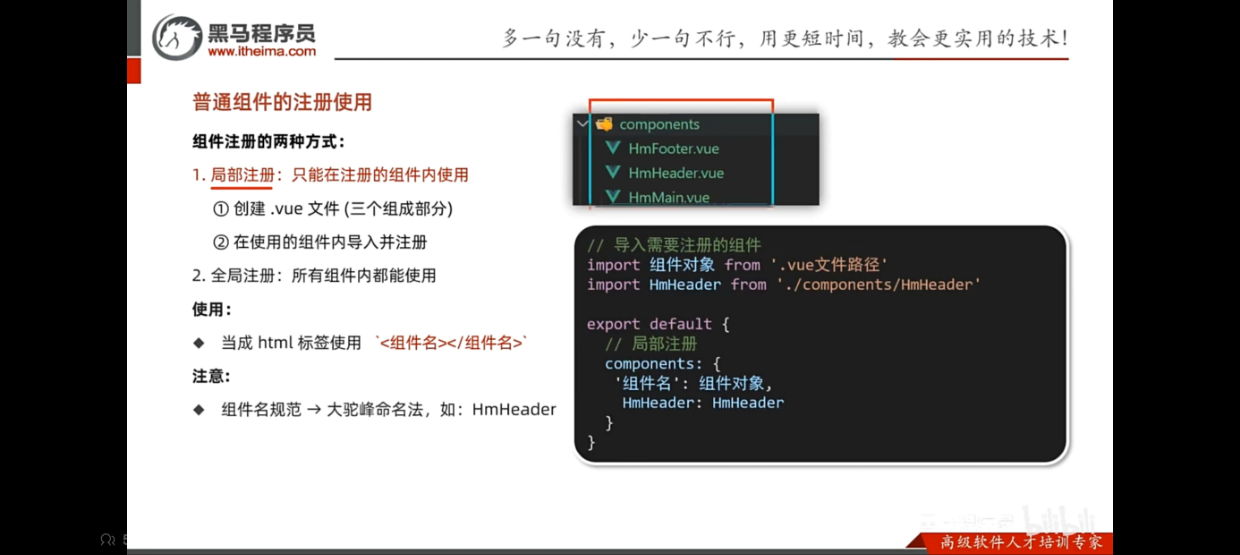 黑马程序员
www.itheima.com
多一句没有，少一句不行，用更短时间，教会更实用的技术！
普通组件的注册使用
组件注册的两种方式：
1. 局部注册：只能在注册的组件内使用
① 创建 .vue 文件 (三个组成部分)
② 在使用的组件内导入并注册
2. 全局注册：所有组件内都能使用
使用：
◆ 当成 html 标签使用 `<组件名></组件名>`
注意：
◆ 组件名规范 → 大驼峰命名法，如：HmHeader
components
HmFooter.vue
HmHeader.vue
HmMain.vue
// 导入需要注册的组件
import 组件对象 from '.vue文件路径'
import HmHeader from './components/HmHeader'
export default {
// 局部注册
components: {
'组件名': 组件对象,
HmHeader: HmHeader
}
}
bilibili
高级软件人才培训专家